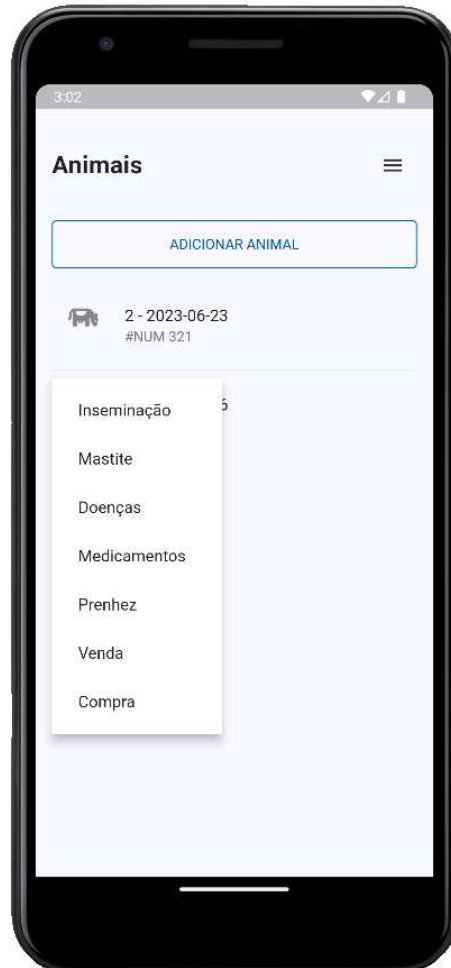 3:02
Animais
ADICIONAR ANIMAL
2 - 2023-06-23
#NUM 321
Inseminação
Mastite
Doenças
Medicamentos
Prenhez
Venda
Compra